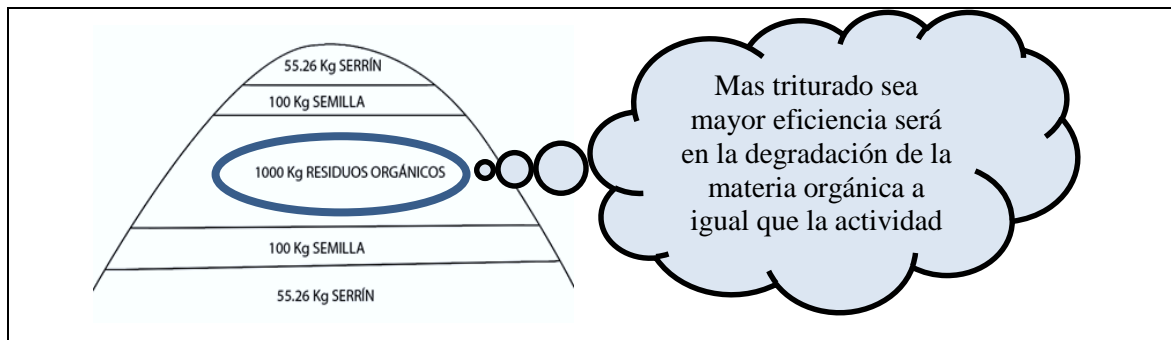 55.26 Kg SERRÍN
100 Kg SEMILLA
1000 Kg RESIDUOS ORGÁNICOS
100 Kg SEMILLA
55.26 Kg SERRÍN
Mas triturado sea
mayor eficiencia será
en la degradación de la
materia orgánica a
igual que la actividad